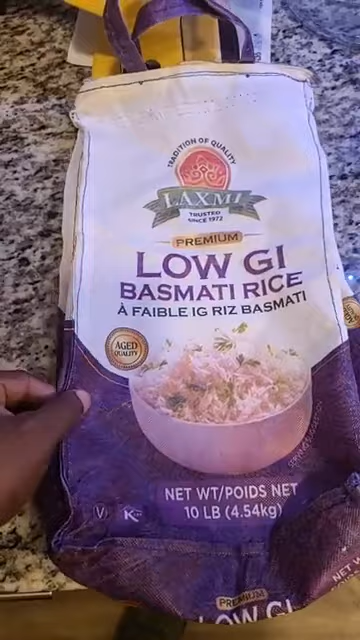 TRADITION OF QUALITY
LAXMI
TRUSTED
SINCE 1972
PREMIUM
LOW GI
BASMATI RICE
À FAIBLE IG RIZ BASMATI
AGED
QUALITY
NET WT/POIDS NET
10 LB (4.54kg)
V
K
PREMIUM
LOW GI